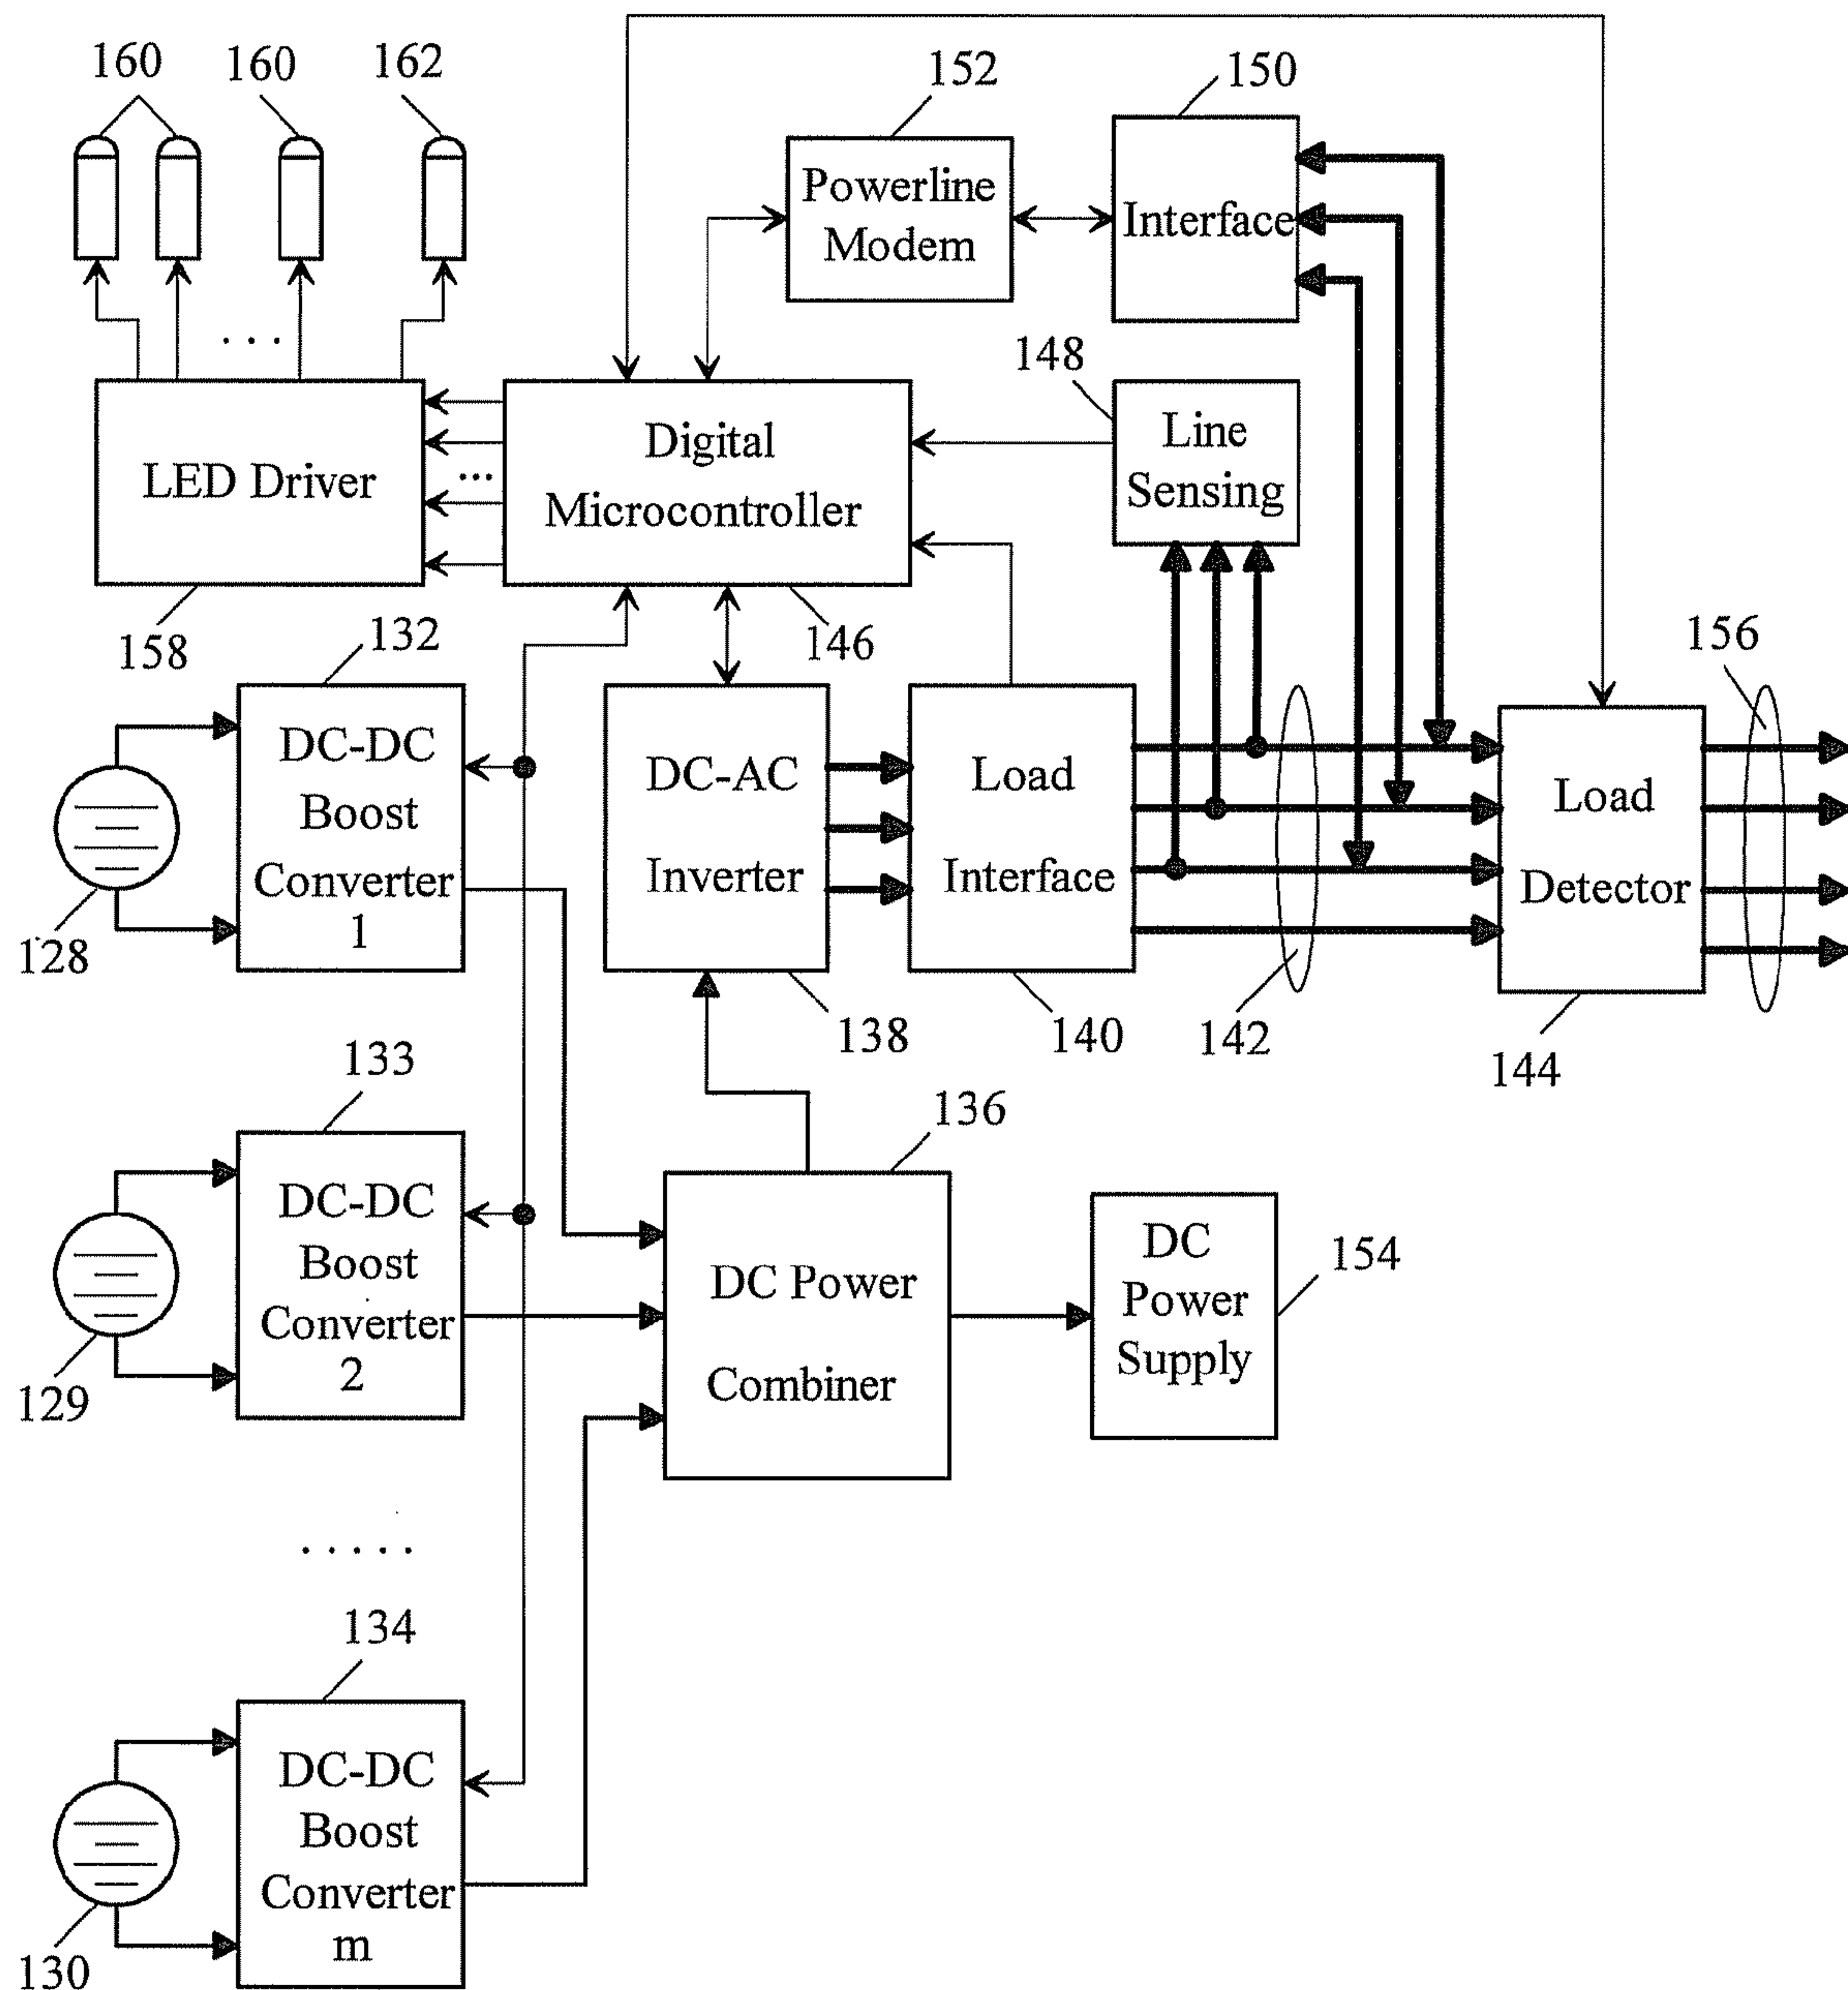 160
160
162
152
150
Powerline
Modem
Interface
148
. . .
LED Driver
...
Digital
Microcontroller
Line
Sensing
158
132
146
156
DC-DC
Boost
Converter
1
128
DC-AC
Inverter
Load
Interface
Load
Detector
138
140
142
144
133
136
DC-DC
Boost
Converter
2
129
DC Power
Combiner
DC
Power
Supply
154
. . . . .
134
DC-DC
Boost
Converter
m
130